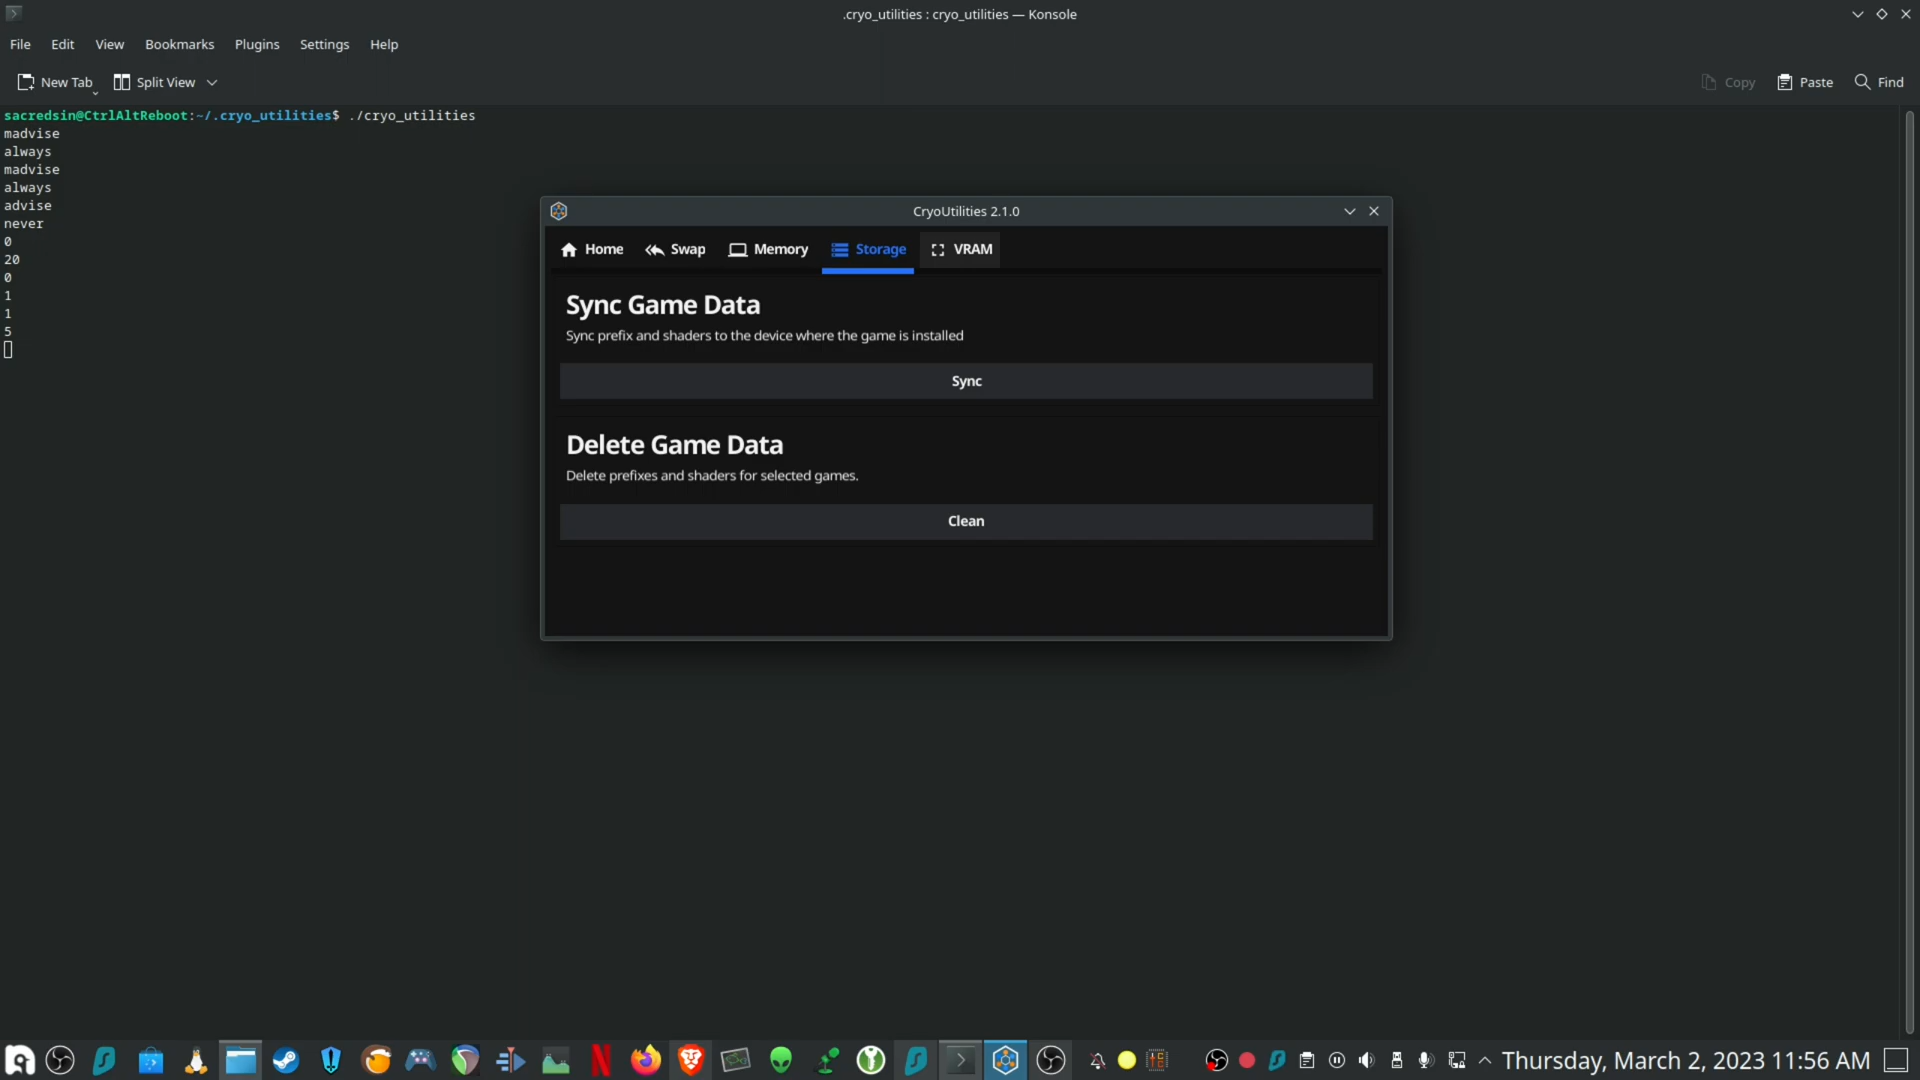 .cryo_utilities : cryo_utilities — Konsole
File Edit View Bookmarks Plugins Settings Help
New Tab Split View Copy Paste Find
sacredsin@CtrlAltReboot:~/.cryo_utilities$ ./cryo_utilities
madvise
always
madvise
always
advise
never
0
20
0
1
1
5
CryoUtilities 2.1.0
Home Swap Memory Storage VRAM
Sync Game Data
Sync prefix and shaders to the device where the game is installed
Sync
Delete Game Data
Delete prefixes and shaders for selected games.
Clean
Thursday, March 2, 2023 11:56 AM